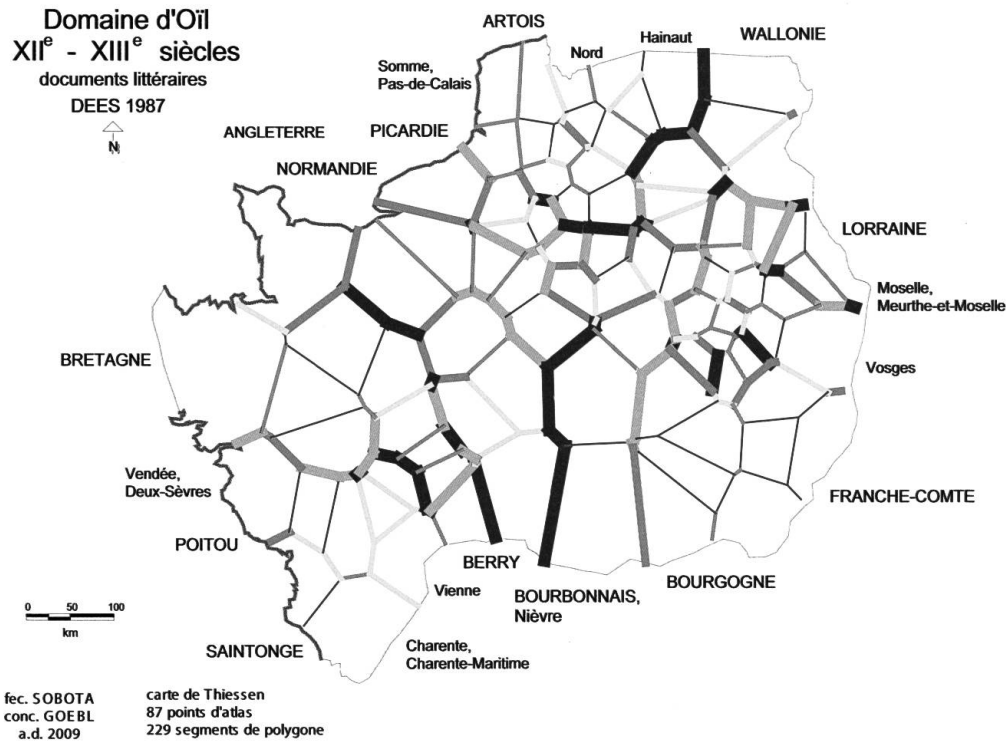 Domaine d'Oïl
XIIe - XIIIe siècles
documents littéraires
DEES 1987
N
ARTOIS
Nord
Hainaut
WALLONIE
Somme,
Pas-de-Calais
ANGLETERRE
PICARDIE
NORMANDIE
LORRAINE
Moselle,
Meurthe-et-Moselle
BRETAGNE
Vosges
Vendée,
Deux-Sèvres
FRANCHE-COMTE
POITOU
BERRY
BOURGOGNE
Vienne
BOURBONNAIS,
Nièvre
0 50 100
km
SAINTONGE
Charente,
Charente-Maritime
fec. SOBOTA
conc. GOEBL
a.d. 2009
carte de Thiessen
87 points d'atlas
229 segments de polygone